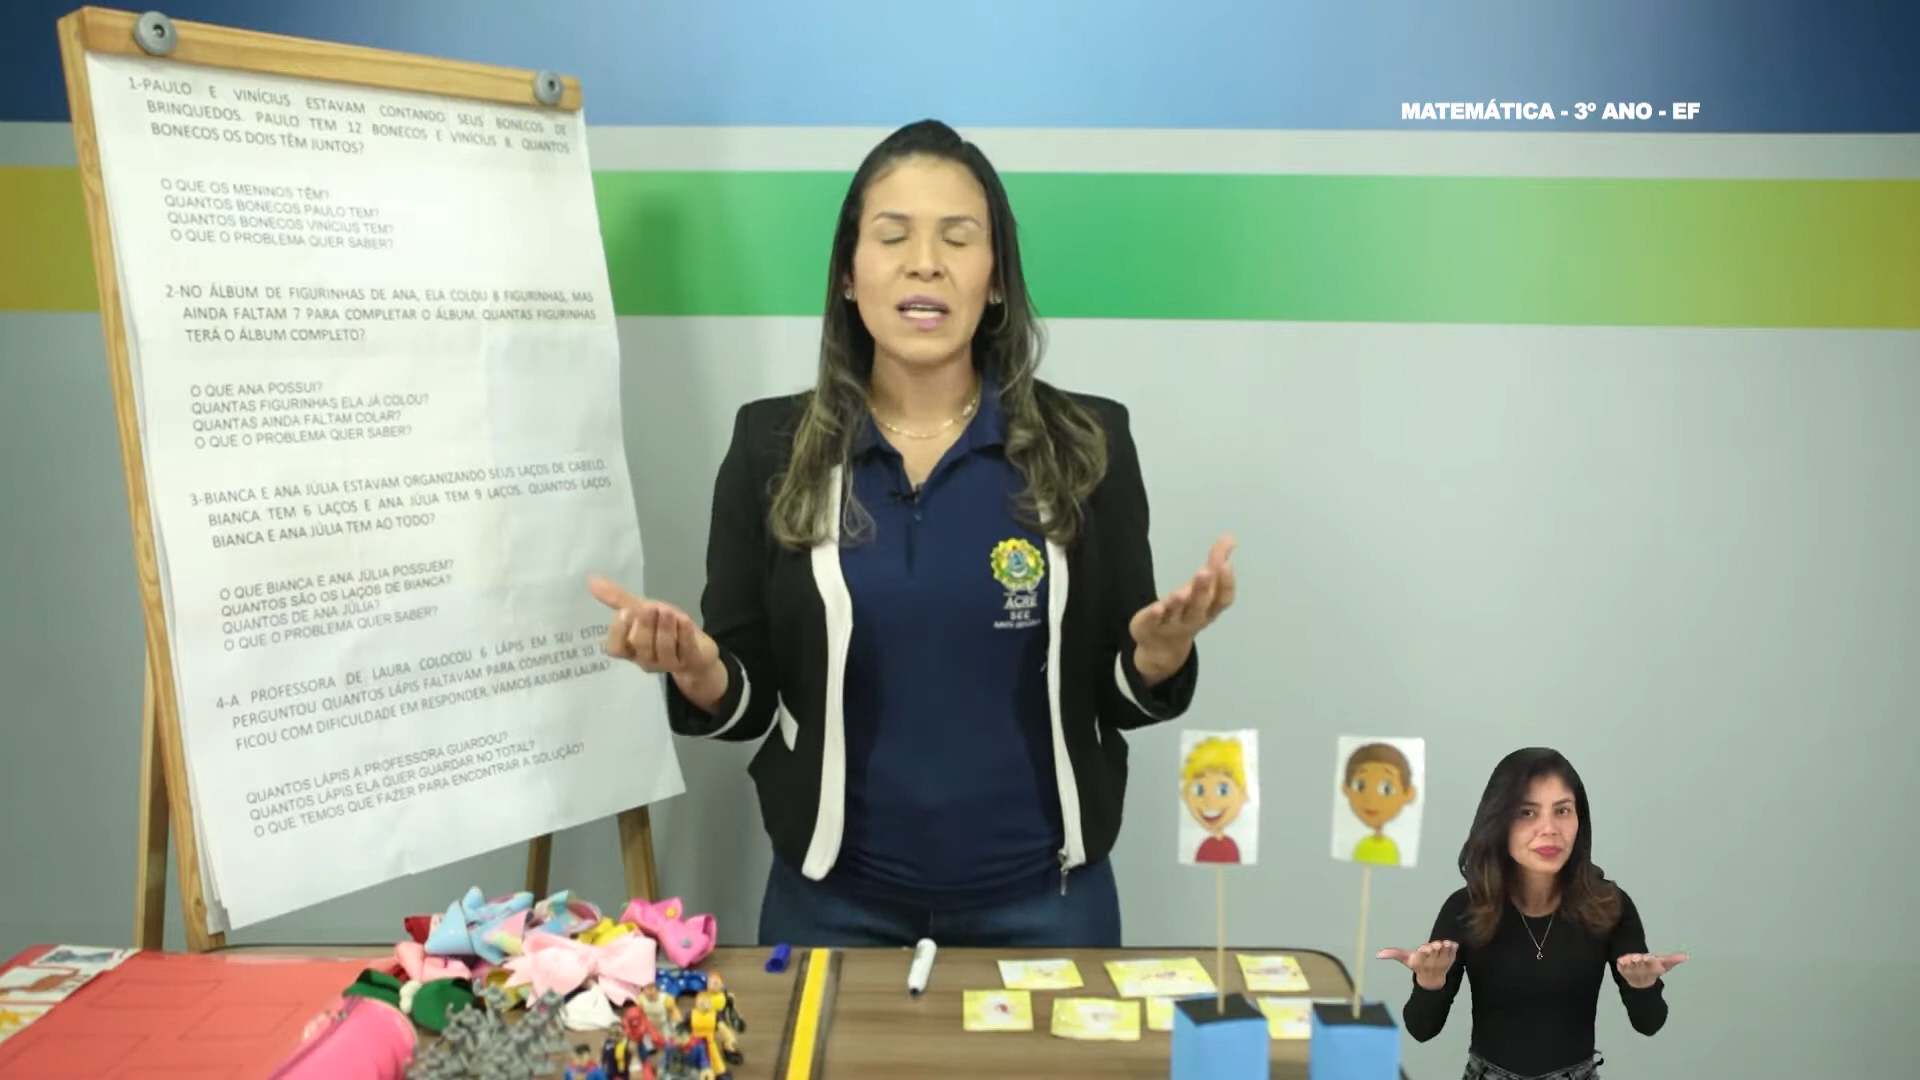 MATEMÁTICA - 3º ANO - EF
1-PAULO E VINÍCIUS ESTAVAM CONTANDO SEUS BONECOS DE
BRINQUEDOS. PAULO TEM 12 BONECOS E VINÍCIUS 8. QUANTOS
BONECOS OS DOIS TÊM JUNTOS?
O QUE OS MENINOS TÊM?
QUANTOS BONECOS PAULO TEM?
QUANTOS BONECOS VINÍCIUS TEM?
O QUE O PROBLEMA QUER SABER?
2-NO ÁLBUM DE FIGURINHAS DE ANA, ELA COLOU 8 FIGURINHAS, MAS
AINDA FALTAM 7 PARA COMPLETAR O ÁLBUM. QUANTAS FIGURINHAS
TERÁ O ÁLBUM COMPLETO?
O QUE ANA POSSUI?
QUANTAS FIGURINHAS ELA JÁ COLOU?
QUANTAS AINDA FALTAM COLAR?
O QUE O PROBLEMA QUER SABER?
3-BIANCA E ANA JÚLIA ESTAVAM ORGANIZANDO SEUS LAÇOS DE CABELO.
BIANCA TEM 6 LAÇOS E ANA JÚLIA TEM 9 LAÇOS. QUANTOS LAÇOS
BIANCA E ANA JÚLIA TEM AO TODO?
O QUE BIANCA E ANA JÚLIA POSSUEM?
QUANTOS SÃO OS LAÇOS DE BIANCA?
QUANTOS DE ANA JÚLIA?
O QUE O PROBLEMA QUER SABER?
4-A PROFESSORA DE LAURA COLOCOU 6 LÁPIS EM SEU
PERGUNTOU QUANTOS LÁPIS FALTAVAM PARA COMPLETAR 10
FICOU COM DIFICULDADE EM RESPONDER. VAMOS AJUDAR LAURA?
QUANTOS LÁPIS A PROFESSORA GUARDOU?
QUANTOS LÁPIS ELA QUER GUARDAR NO TOTAL?
O QUE TEMOS QUE FAZER PARA ENCONTRAR A SOLUÇÃO?
ACRE
SEE